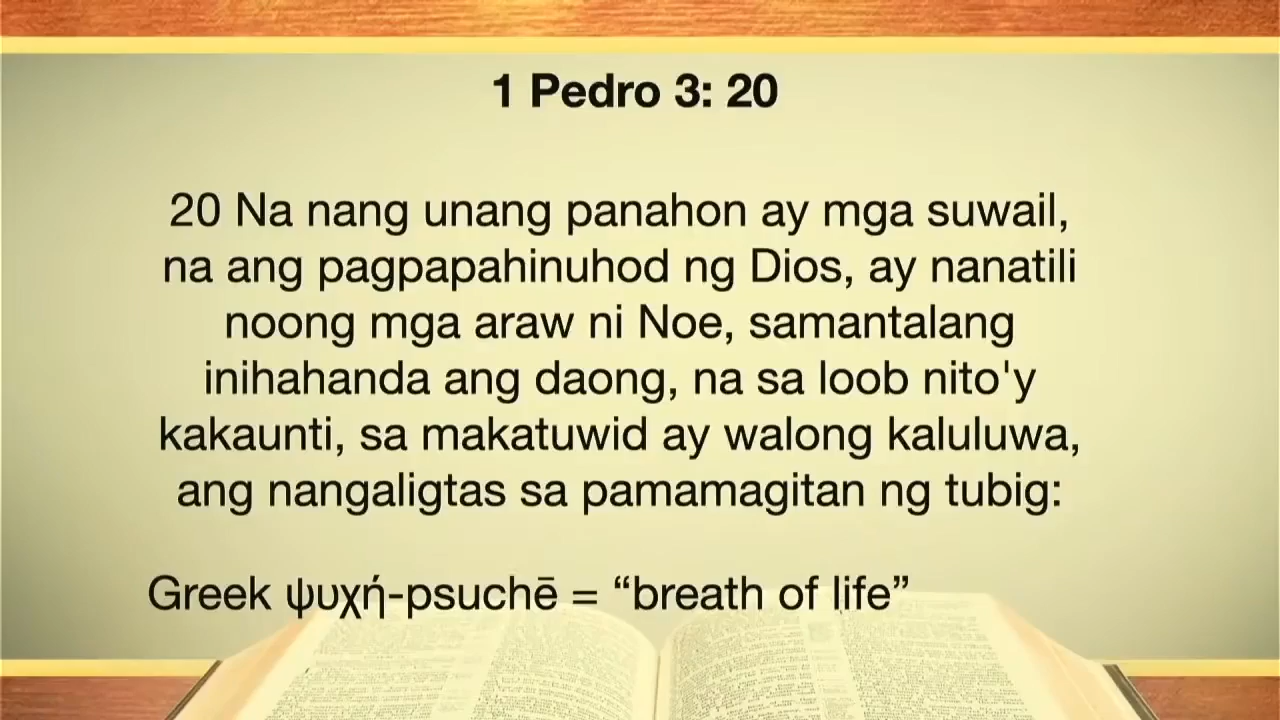 1 Pedro 3: 20
20 Na nang unang panahon ay mga suwail,
na ang pagpapahinuhod ng Dios, ay nanatili
noong mga araw ni Noe, samantalang
inihahanda ang daong, na sa loob nito'y
kakaunti, sa makatuwid ay walong kaluluwa,
ang nangaligtas sa pamamagitan ng tubig:
Greek ψυχή-psuchē = “breath of life”